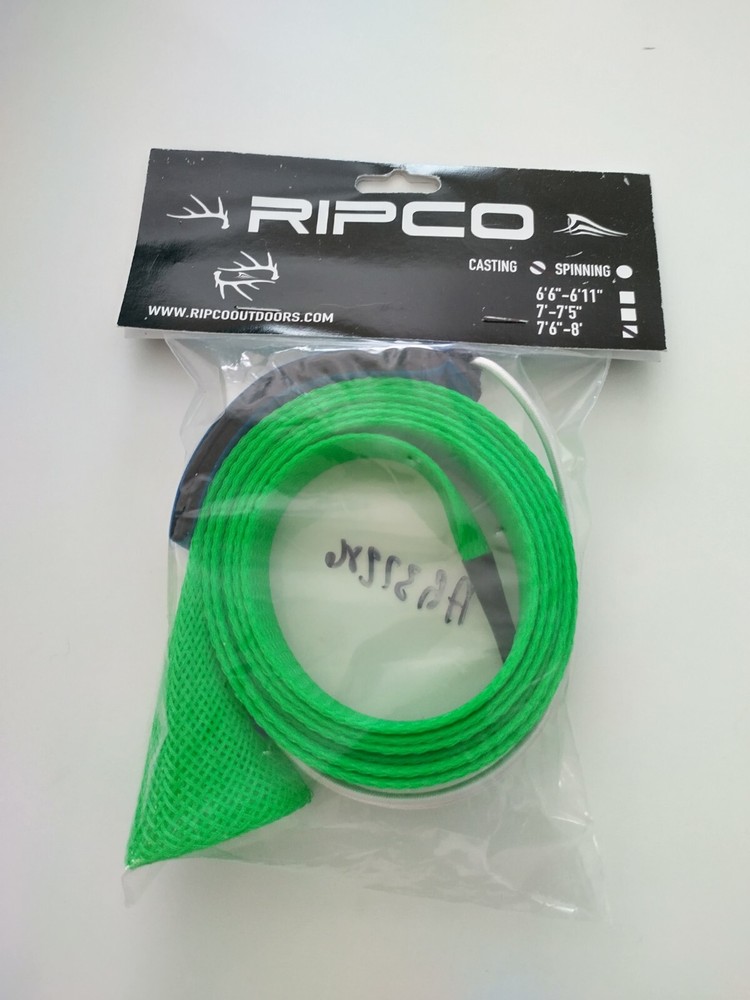 RIPCO
CASTING SPINNING
6'6"-6'11"
7'-7'5"
7'6"-8'
WWW.RIPCOOUTDOORS.COM